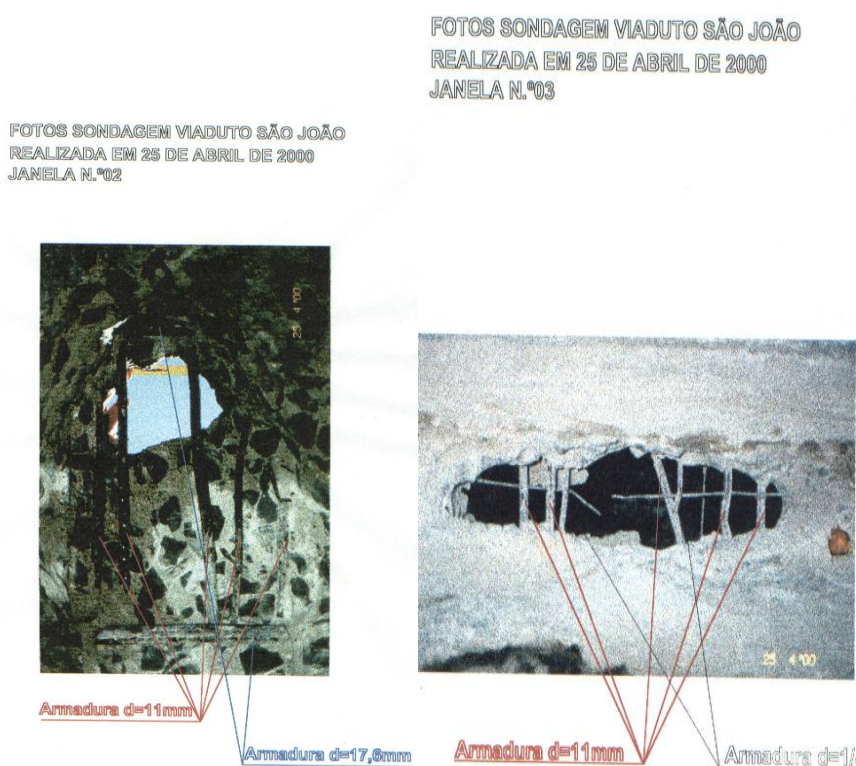 FOTOS SONDAGEM VIADUTO SÃO JOÃO
REALIZADA EM 25 DE ABRIL DE 2000
JANELA N.º02
25 4 '00
Armadura d=11mm
Armadura d=17,6mm
FOTOS SONDAGEM VIADUTO SÃO JOÃO
REALIZADA EM 25 DE ABRIL DE 2000
JANELA N.º03
25 4 '00
Armadura d=11mm
Armadura d=1/